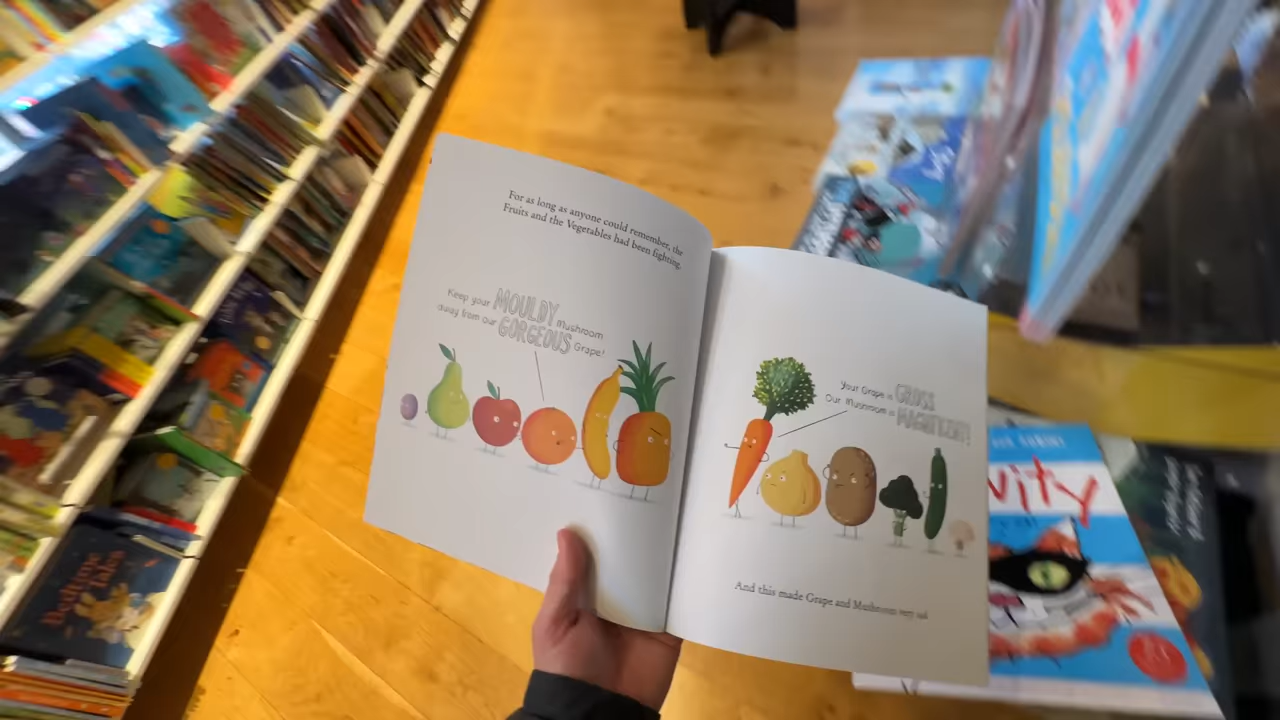 For as long as anyone could remember, the
Fruits and the Vegetables had been fighting.
Keep your MOULDY Mushroom
away from our GORGEOUS Grape!
Your Grape is GROSS
Our Mushroom is MAGNIFICENT!
And this made Grape and Mushroom very sad.
Bedtime
Tales